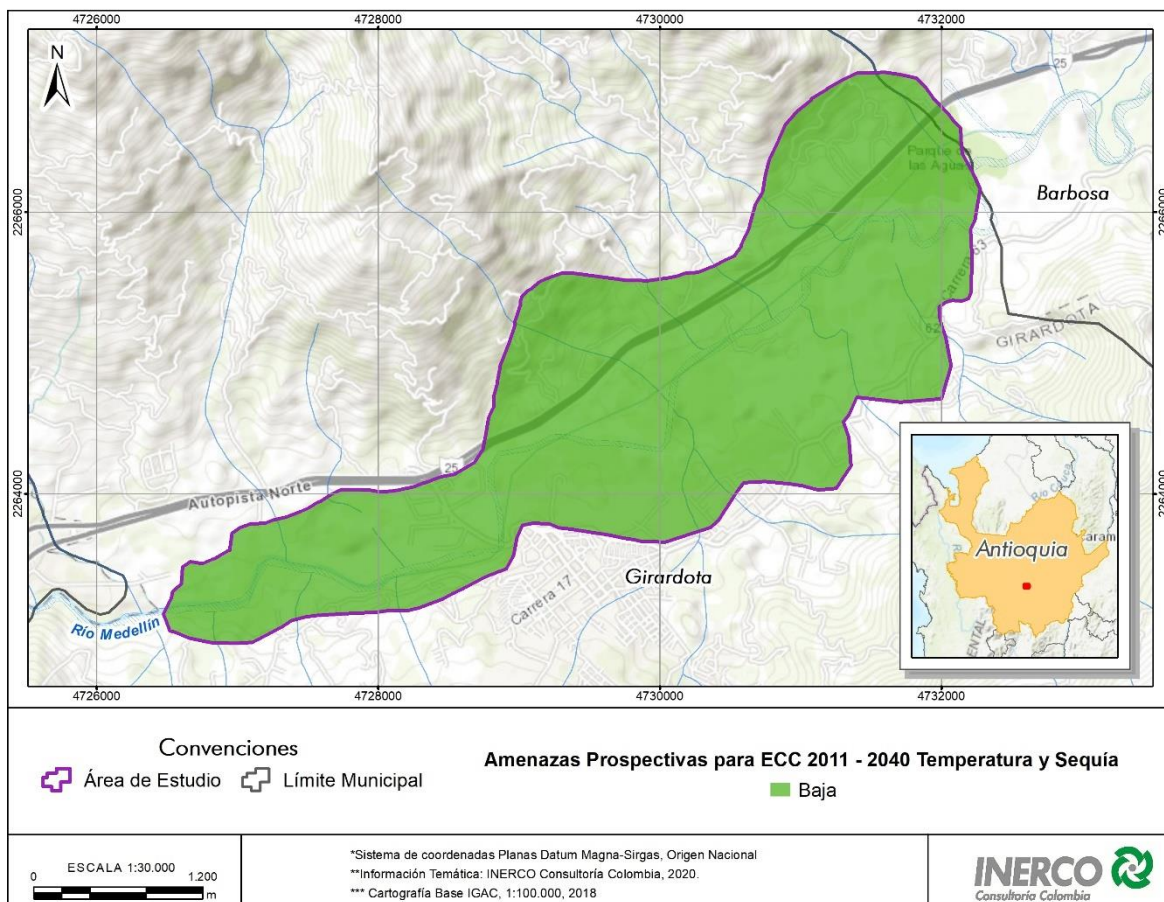 4726000 4728000 4730000 4732000
N
25
Parque de
las Aguas
Barbosa
2266000 2266000
Carrera 63
62
GIRARDOTA
25
Autopista Norte
2264000 2264000
Girardota
Carrera 17
Río Medellín
Antioquia
4726000 4728000 4730000 4732000
Convenciones
Área de Estudio Límite Municipal
Amenazas Prospectivas para ECC 2011 - 2040 Temperatura y Sequía
Baja
ESCALA 1:30.000
0 1.200
m
*Sistema de coordenadas Planas Datum Magna-Sirgas, Origen Nacional
**Información Temática: INERCO Consultoría Colombia, 2020.
*** Cartografía Base IGAC, 1:100.000, 2018
INERCO
Consultoría Colombia